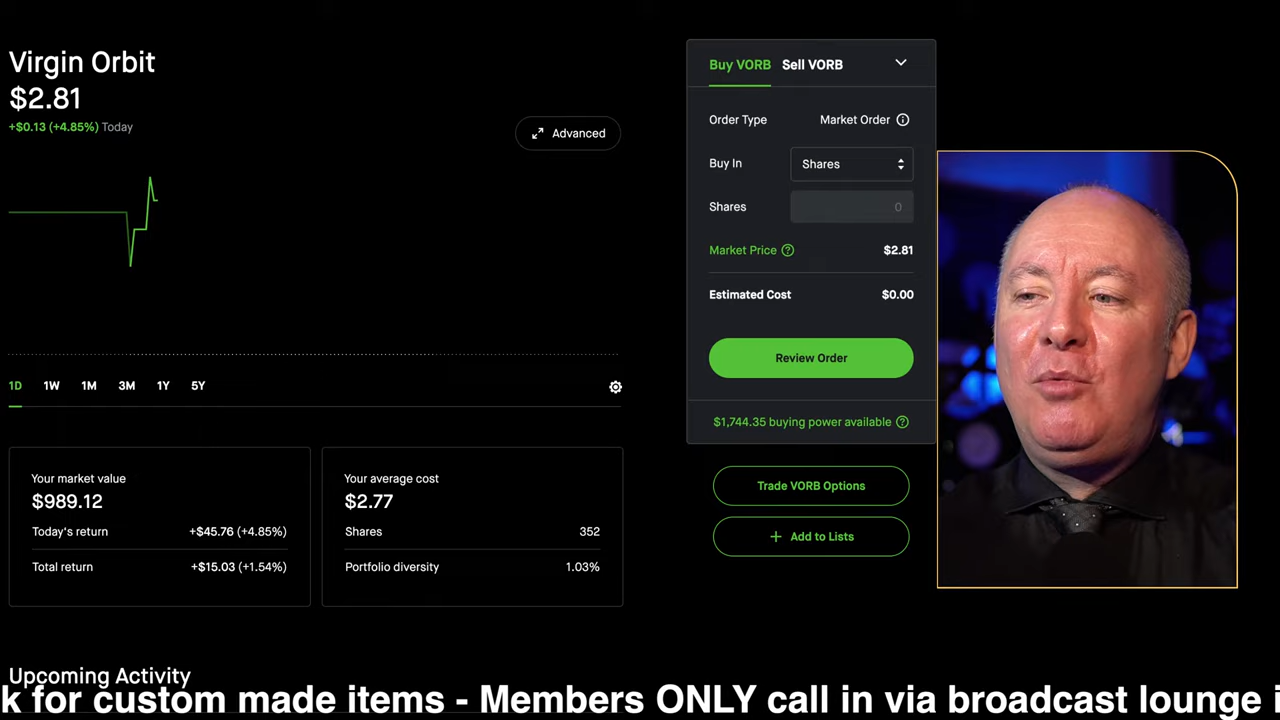 Virgin Orbit
$2.81
+$0.13 (+4.85%) Today
Advanced
1D 1W 1M 3M 1Y 5Y
Your market value
$989.12
Today's return +$45.76 (+4.85%)
Total return +$15.03 (+1.54%)
Your average cost
$2.77
Shares 352
Portfolio diversity 1.03%
Buy VORB Sell VORB
Order Type Market Order
Buy In Shares
Shares 0
Market Price $2.81
Estimated Cost $0.00
Review Order
$1,744.35 buying power available
Trade VORB Options
+ Add to Lists
Upcoming Activity
k for custom made items - Members ONLY call in via broadcast lounge i